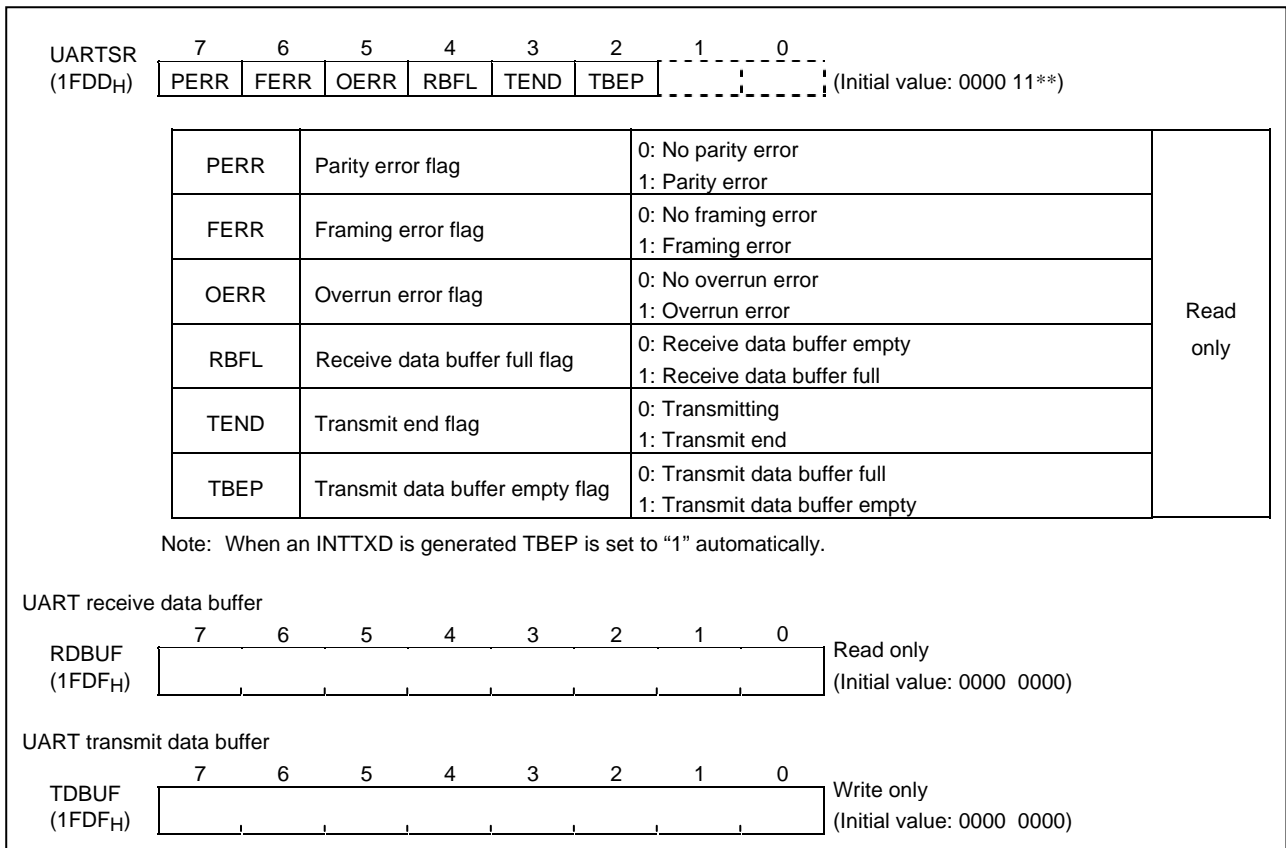 UARTSR 7 6 5 4 3 2 1 0
(1FDDH) PERR FERR OERR RBFL TEND TBEP (Initial value: 0000 11**)
PERR Parity error flag 0: No parity error
1: Parity error
FERR Framing error flag 0: No framing error
1: Framing error
OERR Overrun error flag 0: No overrun error
1: Overrun error
RBFL Receive data buffer full flag 0: Receive data buffer empty
1: Receive data buffer full
TEND Transmit end flag 0: Transmitting
1: Transmit end
TBEP Transmit data buffer empty flag 0: Transmit data buffer full
1: Transmit data buffer empty
Read
only
Note: When an INTTXD is generated TBEP is set to “1” automatically.
UART receive data buffer
7 6 5 4 3 2 1 0
RDBUF Read only
(1FDFH) (Initial value: 0000 0000)
UART transmit data buffer
7 6 5 4 3 2 1 0
TDBUF Write only
(1FDFH) (Initial value: 0000 0000)